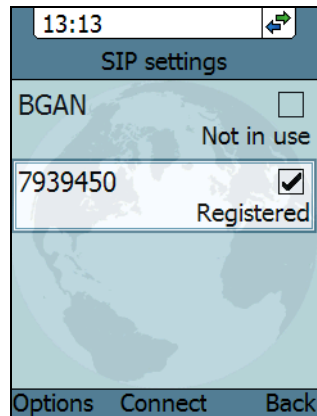 13:13
SIP settings
BGAN
Not in use
7939450
Registered
Options Connect Back